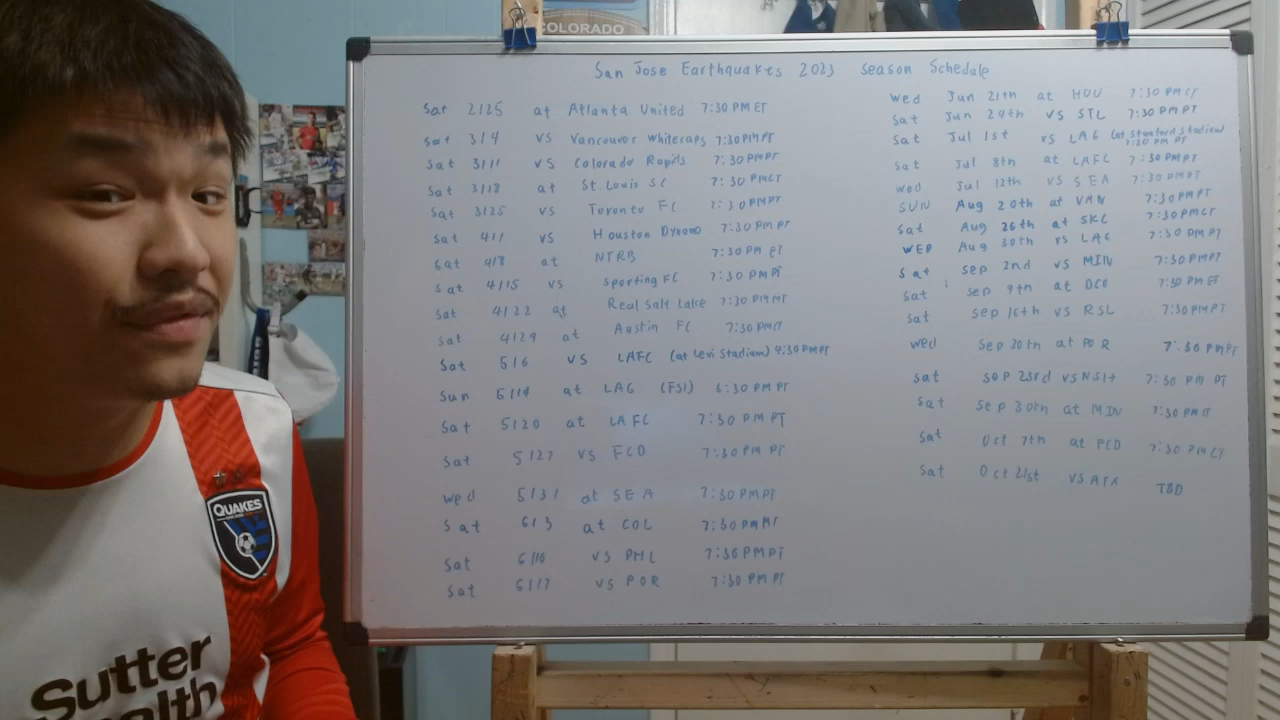 COLORADO
San Jose Earthquakes 2023 Season Schedule
Sat 2/25 at Atlanta United 7:30 PM ET
Sat 3/4 VS Vancouver Whitecaps 7:30 PM PT
Sat 3/11 VS Colorado Rapids 7:30 PM PT
Sat 3/18 at St. Louis SC 7:30 PM CT
Sat 3/25 VS Toronto FC 7:30 PM PT
Sat 4/1 VS Houston Dynamo 7:30 PM PT
Sat 4/8 at NYRB 7:30 PM ET
Sat 4/15 VS Sporting KC 7:30 PM PT
Sat 4/22 at Real Salt Lake 7:30 PM MT
Sat 4/29 at Austin FC 7:30 PM CT
Sat 5/6 VS LAFC (at Levi Stadium) 4:30 PM PT
Sun 5/14 at LAG (FS1) 6:30 PM PT
Sat 5/20 at LAFC 7:30 PM PT
Sat 5/27 VS FCD 7:30 PM PT
Wed 5/31 at SEA 7:30 PM PT
Sat 6/3 at COL 7:30 PM MT
Sat 6/10 VS PHL 7:30 PM PT
Sat 6/17 VS POR 7:30 PM PT
Wed Jun 21th at HOU 7:30 PM CT
Sat Jun 24th VS STL 7:30 PM PT
Sat Jul 1st VS LAG (at Stanford Stadium)
7:30 PM PT
Sat Jul 8th at LAFC 7:30 PM PT
Wed Jul 12th VS SEA 7:30 PM PT
SUN Aug 20th at VAN 7:30 PM PT
Sat Aug 26th at SKC 7:30 PM CT
WED Aug 30th VS LAG 7:30 PM PT
Sat Sep 2nd VS MIN 7:30 PM PT
Sat Sep 9th at DCU 7:30 PM ET
Sat Sep 16th VS RSL 7:30 PM PT
Wed Sep 20th at POR 7:30 PM PT
Sat Sep 23rd VS NSH 7:30 PM PT
Sat Sep 30th at MIN 7:30 PM CT
Sat Oct 7th at FCD 7:30 PM CT
Sat Oct 21st VS ATX TBD
QUAKES
Sutter
Health